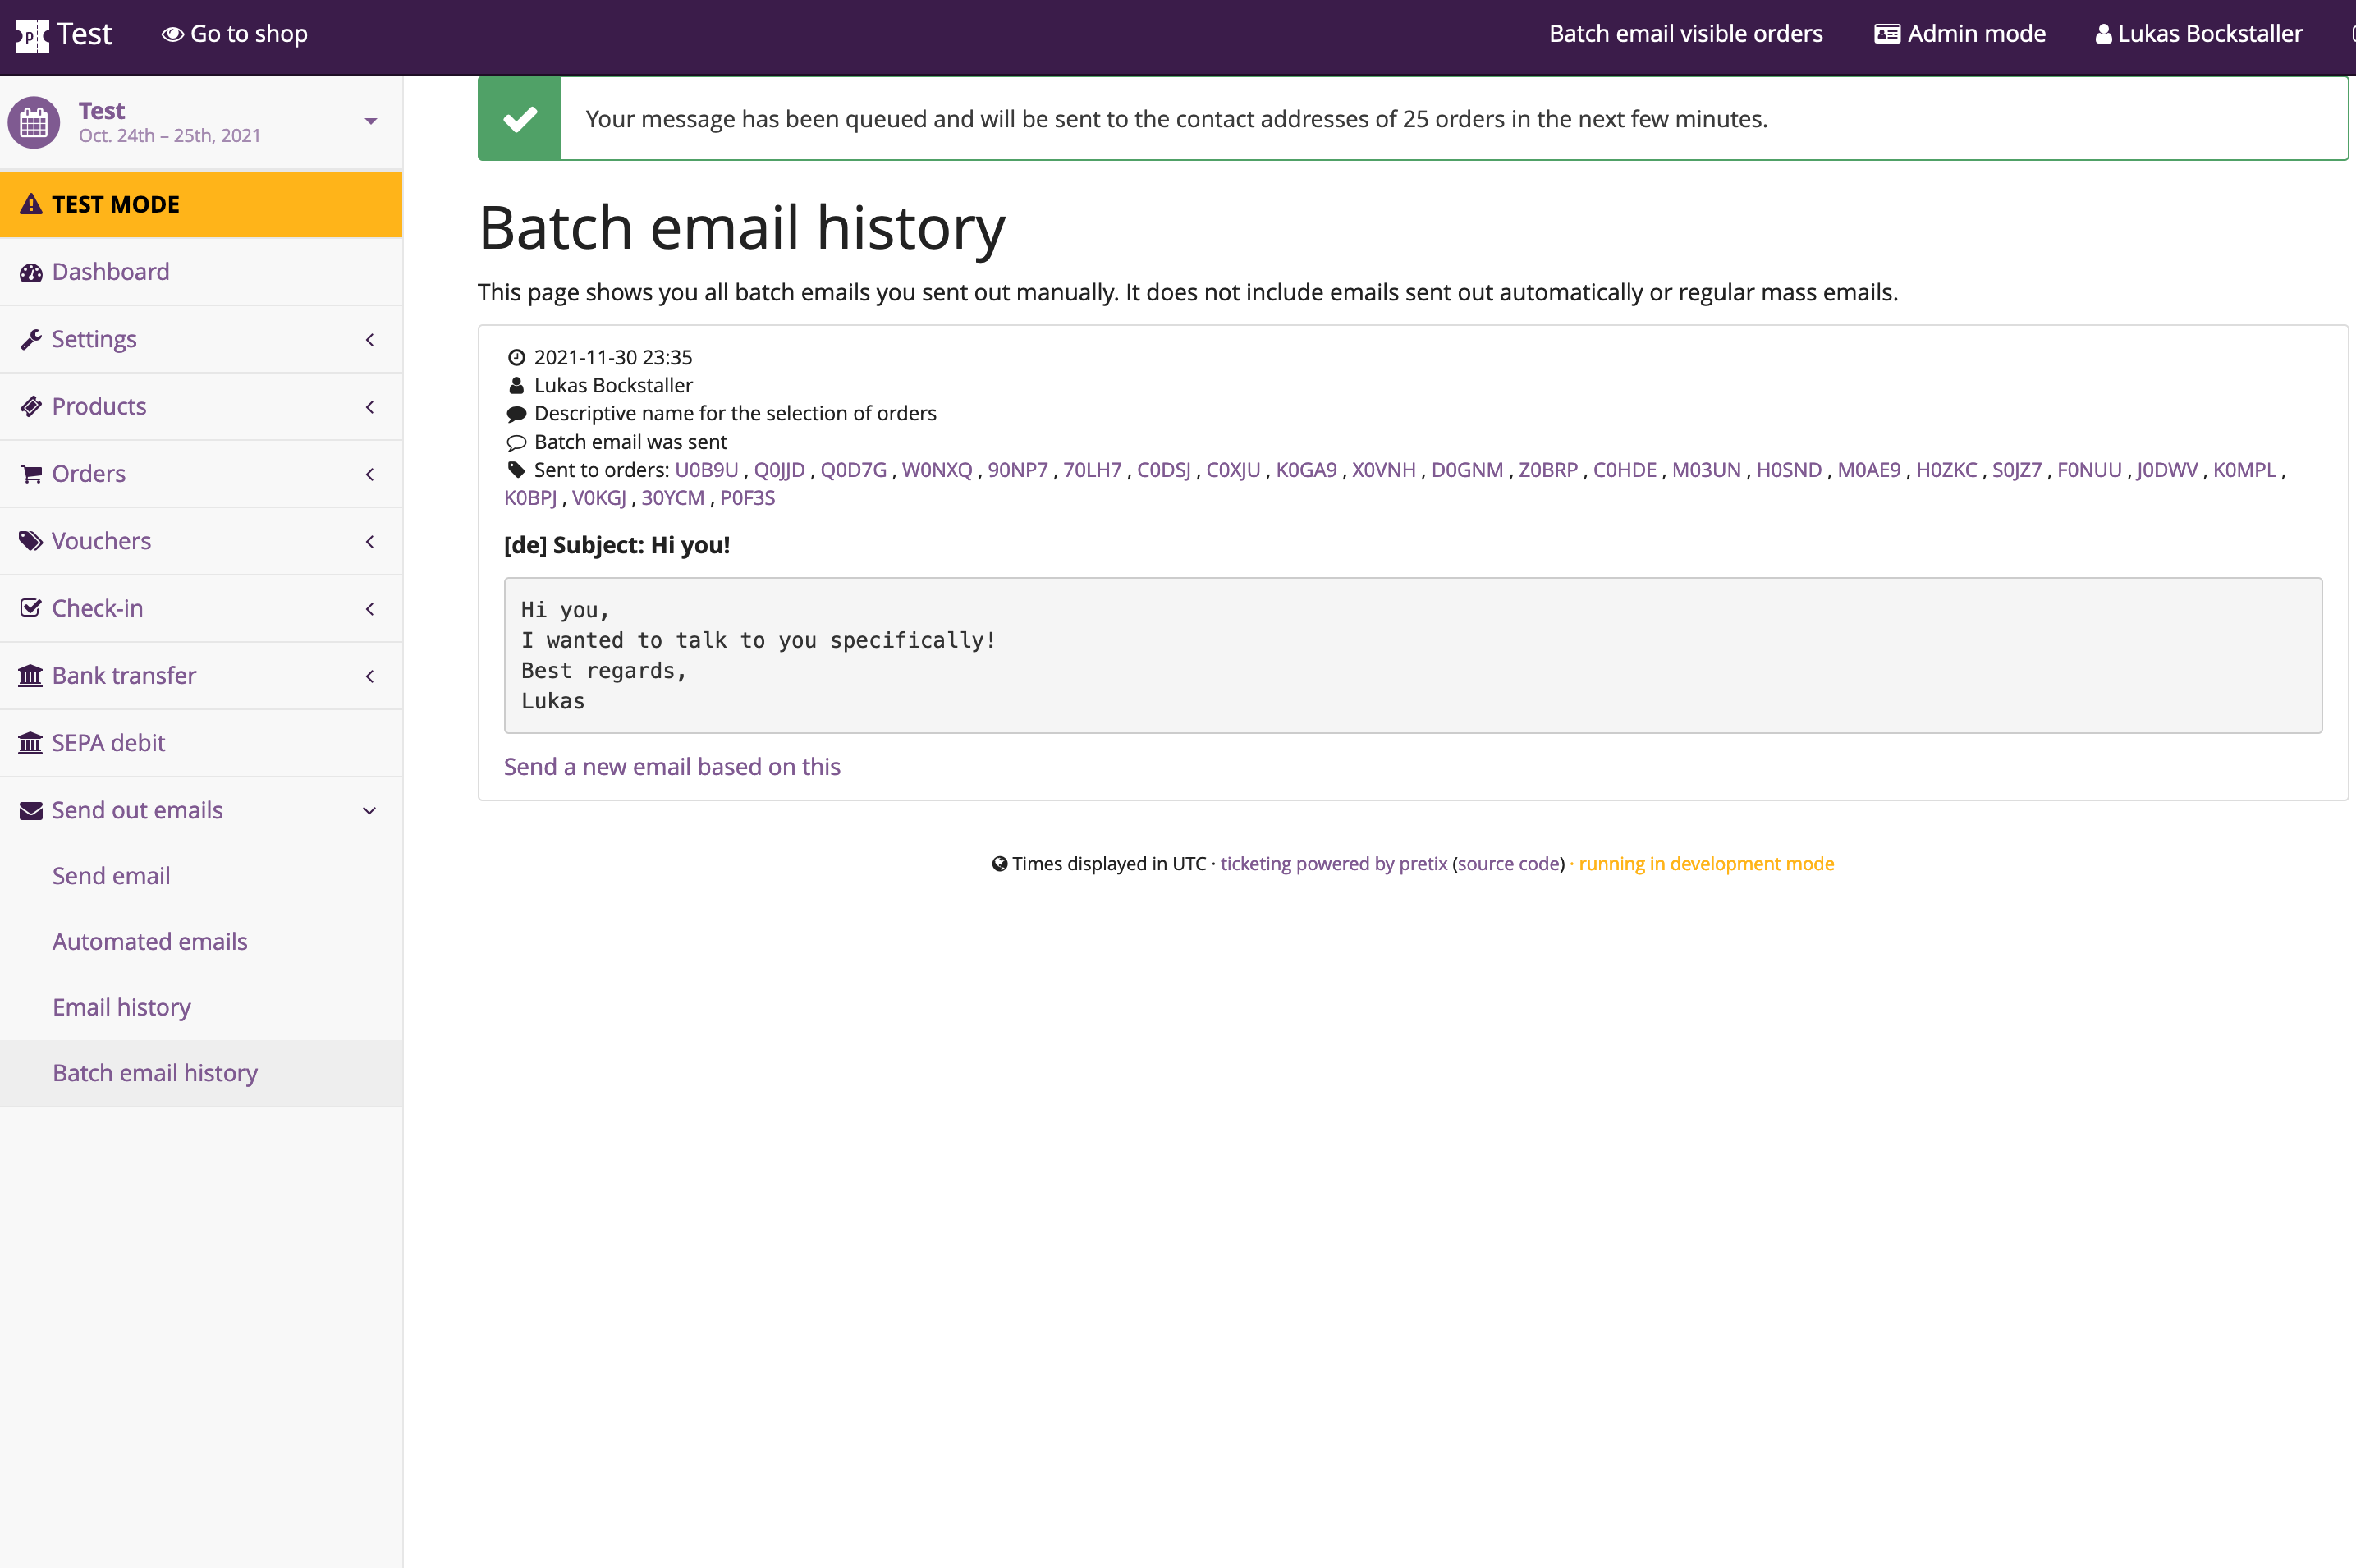 Test
Go to shop
Batch email visible orders
Admin mode
Lukas Bockstaller
Test
Oct. 24th – 25th, 2021
TEST MODE
Dashboard
Settings
Products
Orders
Vouchers
Check-in
Bank transfer
SEPA debit
Send out emails
Send email
Automated emails
Email history
Batch email history
Your message has been queued and will be sent to the contact addresses of 25 orders in the next few minutes.
Batch email history
This page shows you all batch emails you sent out manually. It does not include emails sent out automatically or regular mass emails.
2021-11-30 23:35
Lukas Bockstaller
Descriptive name for the selection of orders
Batch email was sent
Sent to orders: U0B9U , Q0JJD , Q0D7G , W0NXQ , 90NP7 , 70LH7 , C0DSJ , C0XJU , K0GA9 , X0VNH , D0GNM , Z0BRP , C0HDE , M03UN , H0SND , M0AE9 , H0ZKC , S0JZ7 , F0NUU , J0DWV , K0MPL ,
K0BPJ , V0KGJ , 30YCM , P0F3S
[de] Subject: Hi you!
Hi you,
I wanted to talk to you specifically!
Best regards,
Lukas
Send a new email based on this
Times displayed in UTC · ticketing powered by pretix (source code) · running in development mode